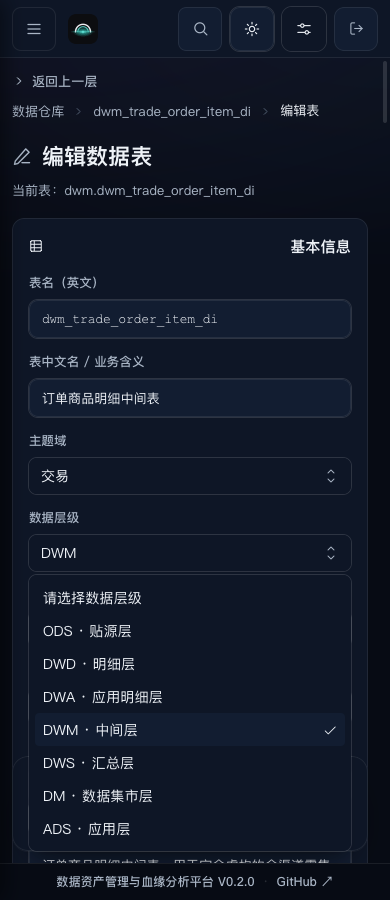 返回上一层
数据仓库 > dwm_trade_order_item_di > 编辑表
编辑数据表
当前表：dwm.dwm_trade_order_item_di
基本信息
表名（英文）
dwm_trade_order_item_di
表中文名 / 业务含义
订单商品明细中间表
主题域
交易
数据层级
DWM
请选择数据层级
ODS · 贴源层
DWD · 明细层
DWA · 应用明细层
DWM · 中间层
DWS · 汇总层
DM · 数据集市层
ADS · 应用层
数据资产管理与血缘分析平台 V0.2.0 · GitHub ↗